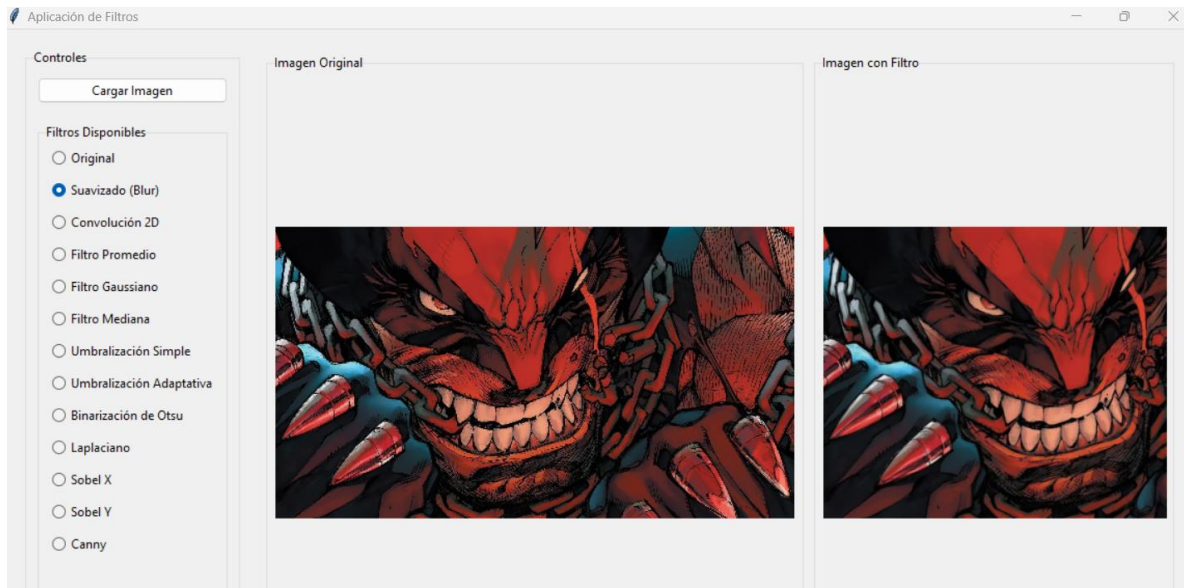 Aplicación de Filtros
Controles
Cargar Imagen
Filtros Disponibles
Original
Suavizado (Blur)
Convolución 2D
Filtro Promedio
Filtro Gaussiano
Filtro Mediana
Umbralización Simple
Umbralización Adaptativa
Binarización de Otsu
Laplaciano
Sobel X
Sobel Y
Canny
Imagen Original
Imagen con Filtro